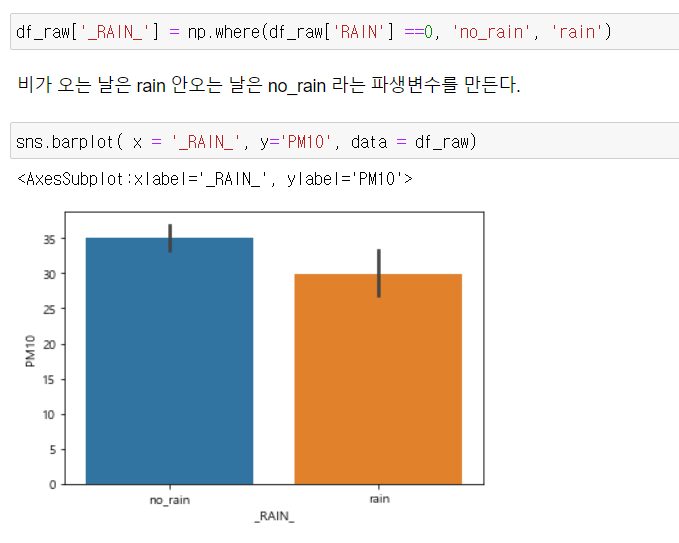 df_raw['_RAIN_'] = np.where(df_raw['RAIN'] ==0, 'no_rain', 'rain')
비가 오는 날은 rain 안오는 날은 no_rain 라는 파생변수를 만든다.
sns.barplot( x = '_RAIN_', y='PM10', data = df_raw)
<AxesSubplot:xlabel='_RAIN_', ylabel='PM10'>
35
30
25
20
15
10
5
0
PM10
no_rain
rain
_RAIN_